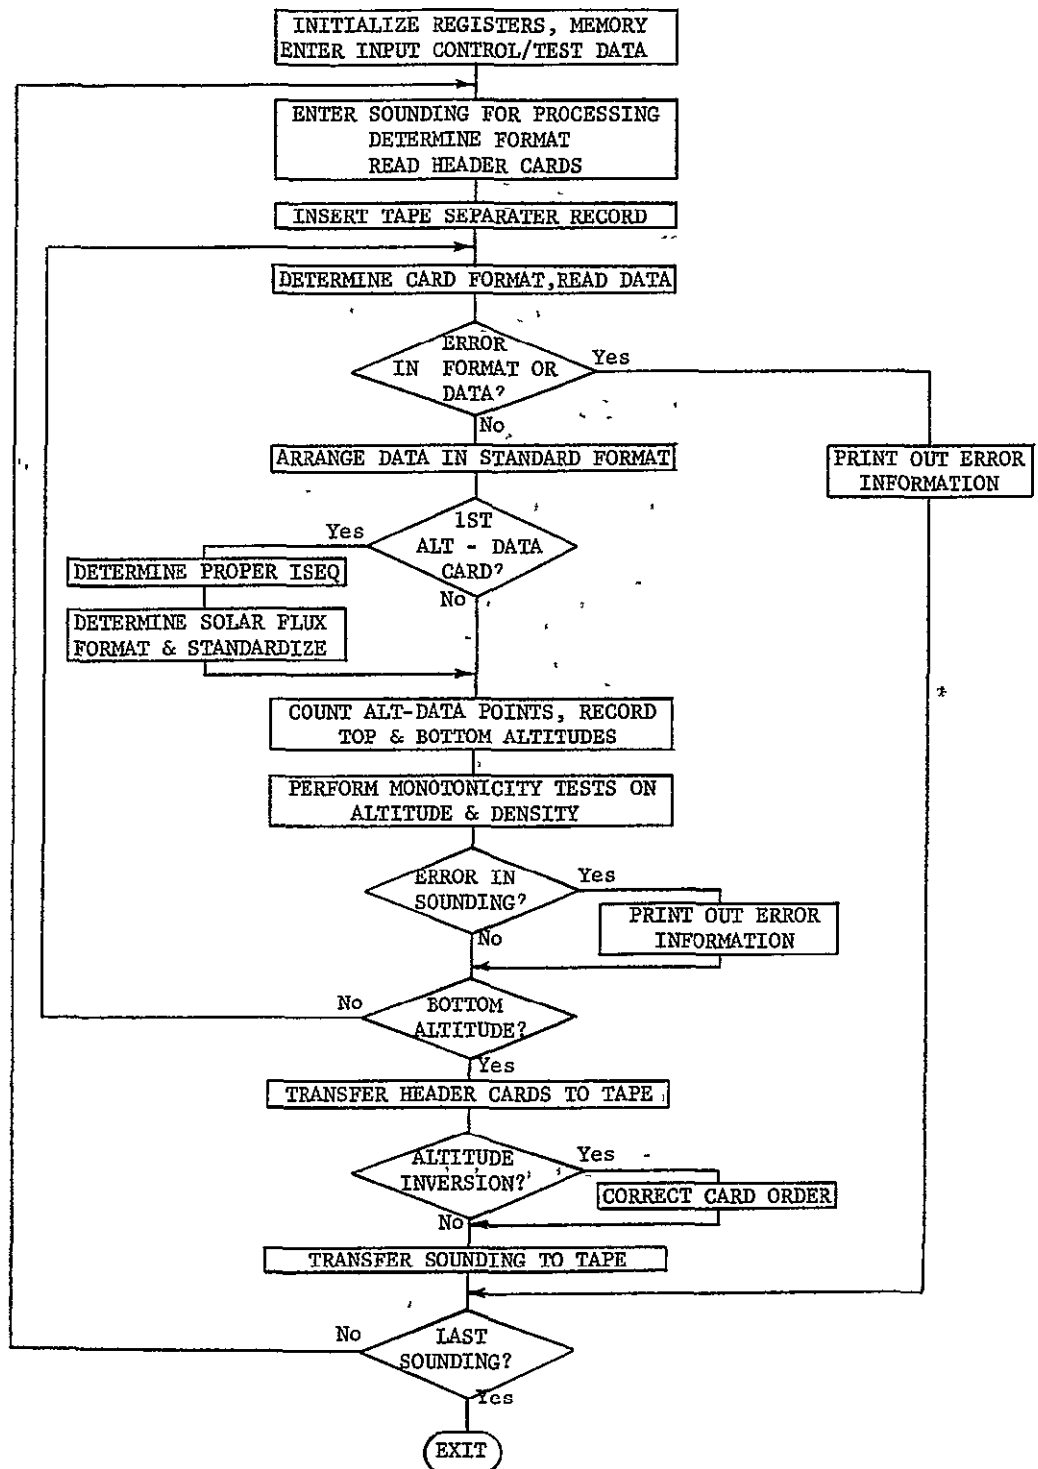 INITIALIZE REGISTERS, MEMORY
ENTER INPUT CONTROL/TEST DATA
ENTER SOUNDING FOR PROCESSING
DETERMINE FORMAT
READ HEADER CARDS
INSERT TAPE SEPARATER RECORD
DETERMINE CARD FORMAT,READ DATA
ERROR
IN FORMAT OR
DATA?
Yes
No
ARRANGE DATA IN STANDARD FORMAT
PRINT OUT ERROR
INFORMATION
1ST
ALT - DATA
CARD?
Yes
No
DETERMINE PROPER ISEQ
DETERMINE SOLAR FLUX
FORMAT & STANDARDIZE
COUNT ALT-DATA POINTS, RECORD
TOP & BOTTOM ALTITUDES
PERFORM MONOTONICITY TESTS ON
ALTITUDE & DENSITY
ERROR IN
SOUNDING?
Yes
No
PRINT OUT ERROR
INFORMATION
BOTTOM
ALTITUDE?
No
Yes
TRANSFER HEADER CARDS TO TAPE
ALTITUDE
INVERSION?
Yes
No
CORRECT CARD ORDER
TRANSFER SOUNDING TO TAPE
LAST
SOUNDING?
No
Yes
EXIT